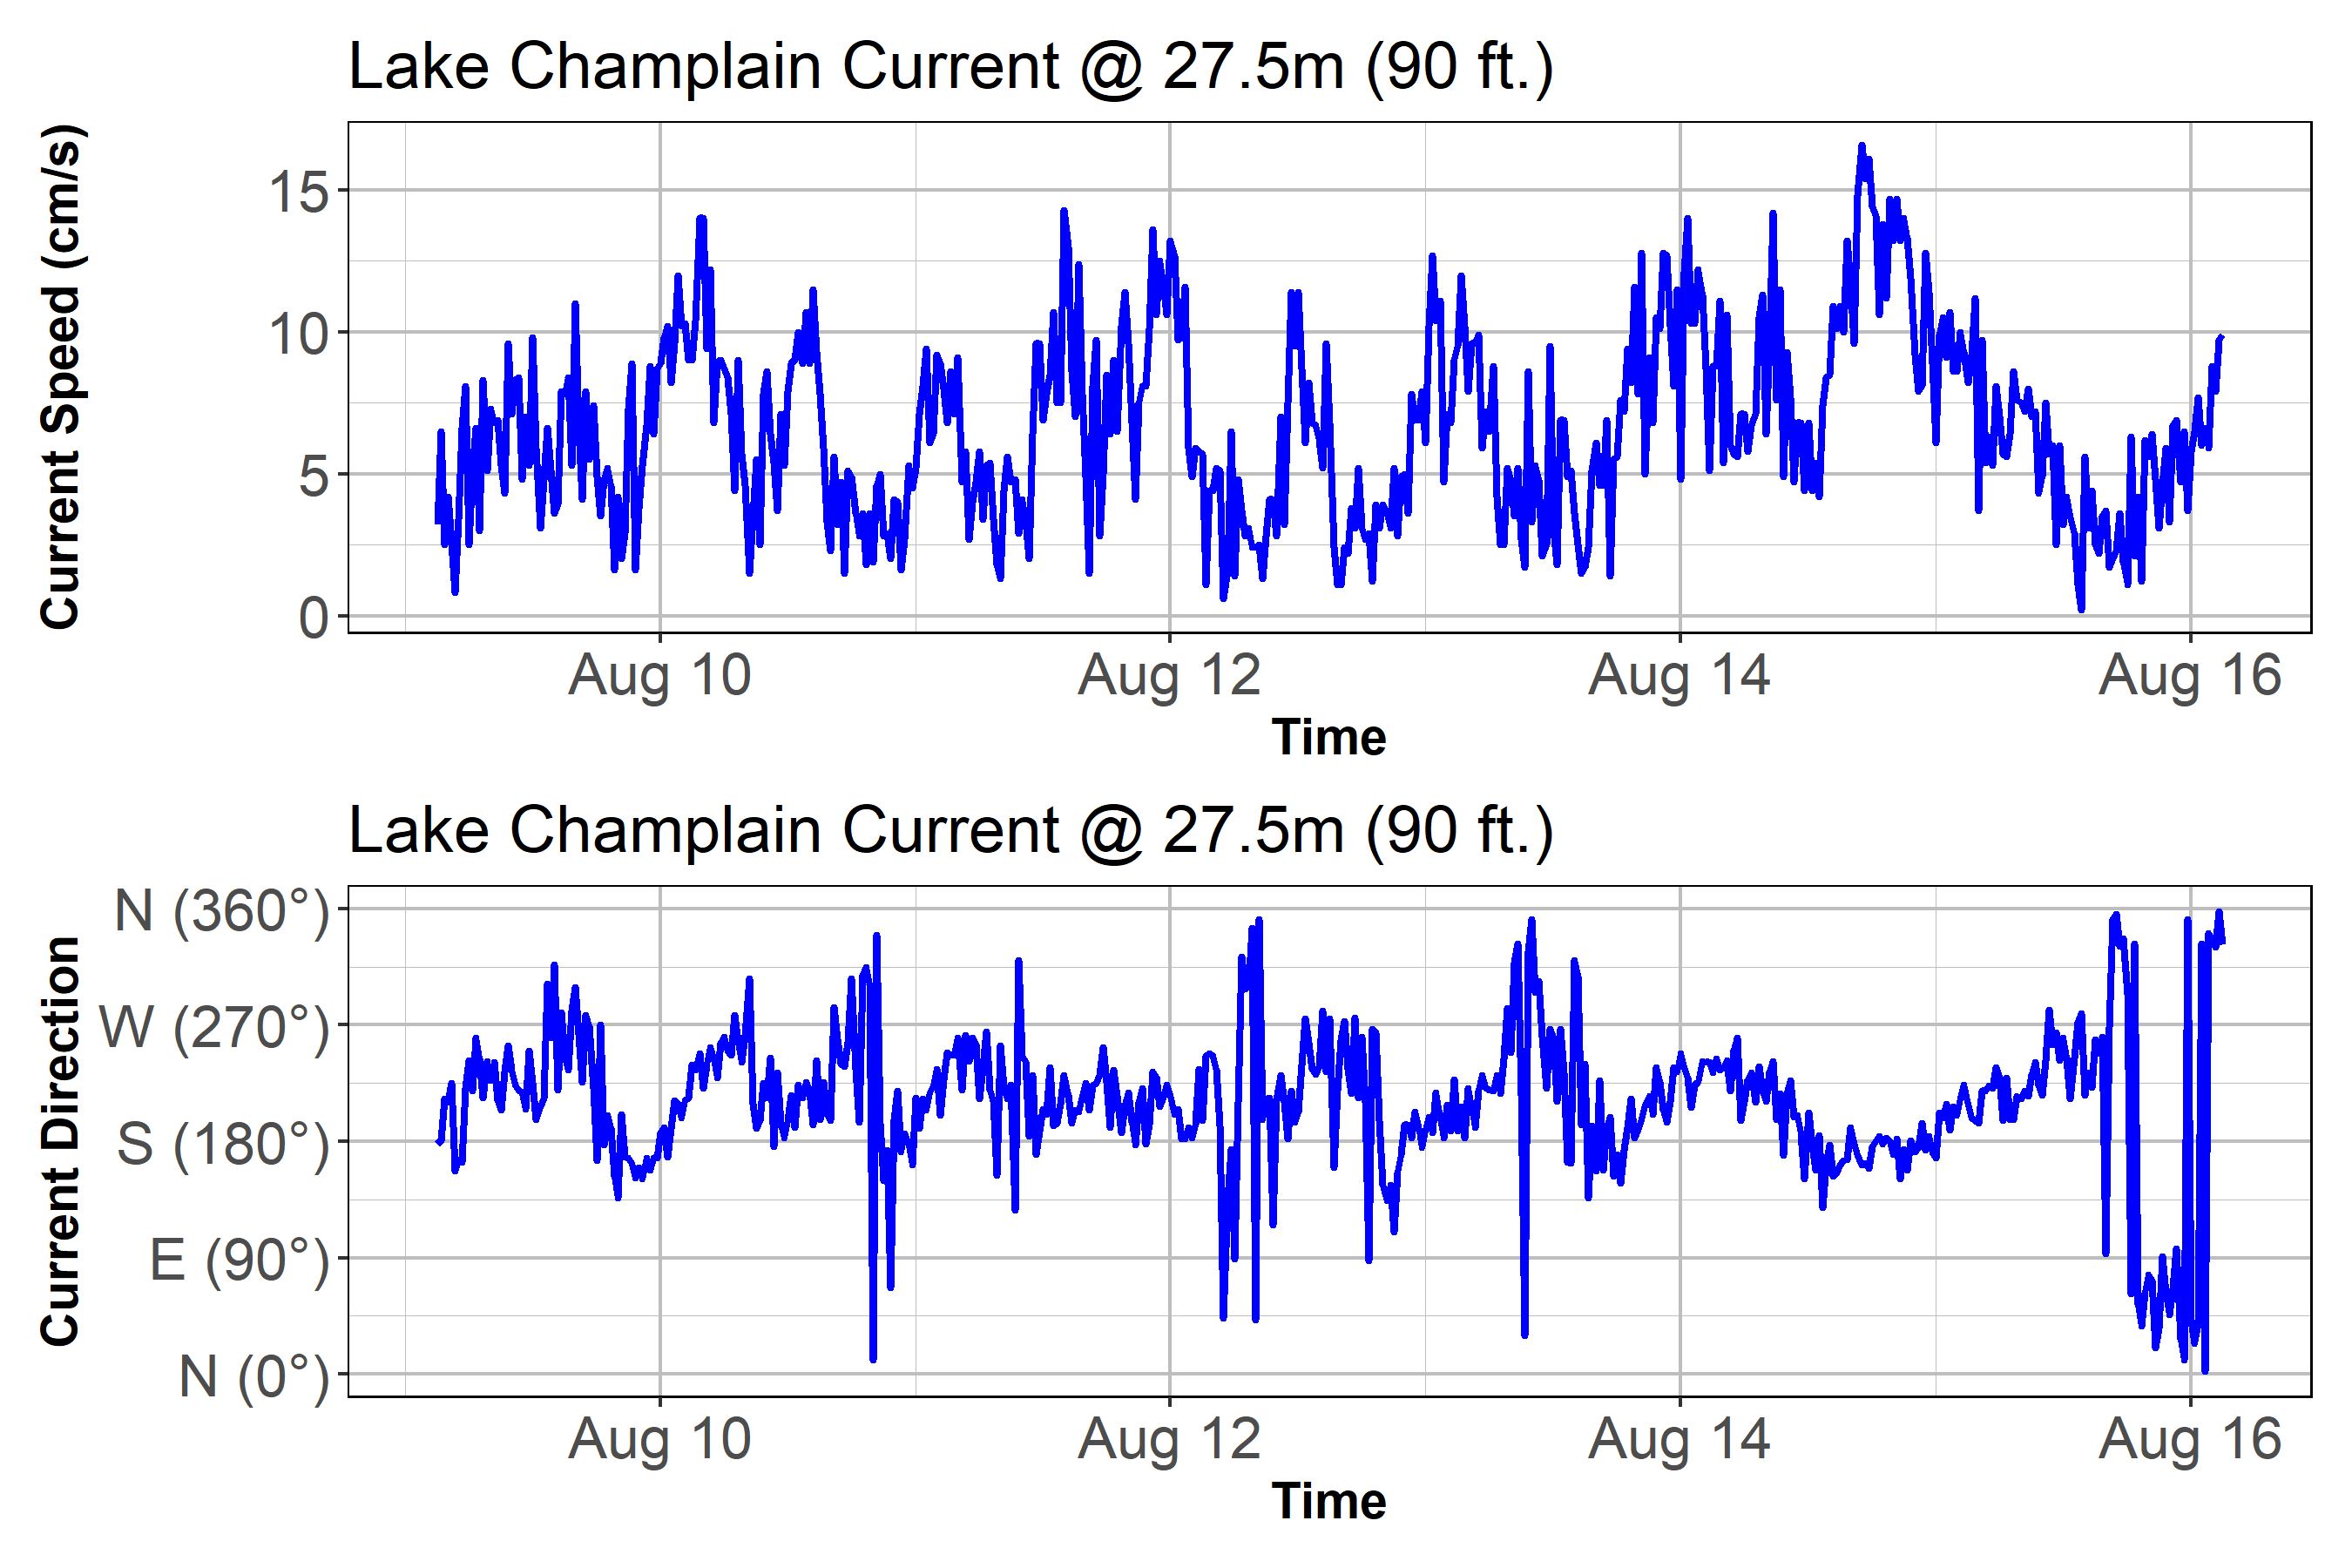 Lake Champlain Current @ 27.5m (90 ft.)
Current Speed (cm/s)
15
10
5
0
Aug 10 Aug 12 Aug 14 Aug 16
Time
Lake Champlain Current @ 27.5m (90 ft.)
Current Direction
N (360°)
W (270°)
S (180°)
E (90°)
N (0°)
Aug 10 Aug 12 Aug 14 Aug 16
Time